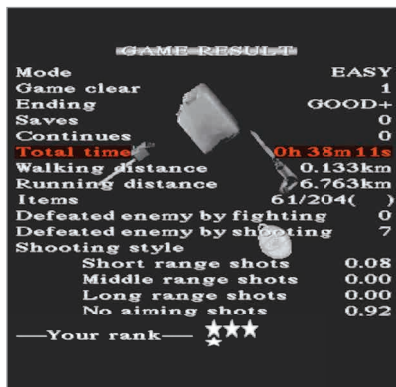 GAME RESULT
Mode EASY
Game clear 1
Ending GOOD+
Saves 0
Continues 0
Total time 0h 38m 11s
Walking distance 0.133km
Running distance 6.763km
Items 61/204( )
Defeated enemy by fighting 0
Defeated enemy by shooting 7
Shooting style
Short range shots 0.08
Middle range shots 0.00
Long range shots 0.00
No aiming shots 0.92
—Your rank—